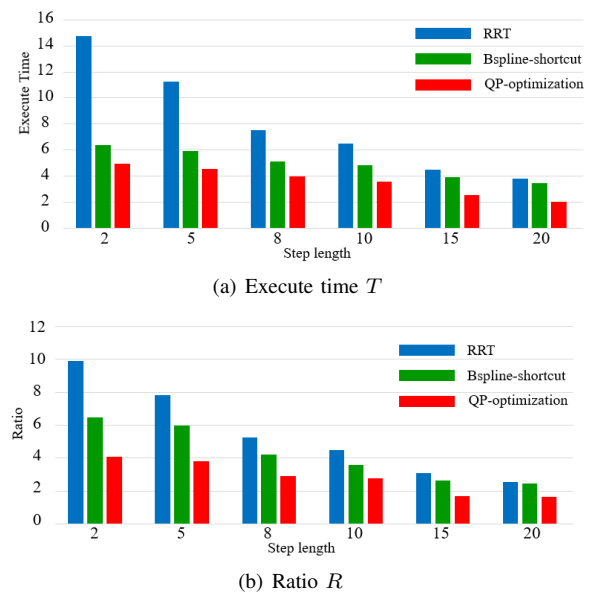 16
14
12
10
8
6
4
2
0
Execute Time
RRT
Bspline-shortcut
QP-optimization
2 5 8 10 15 20
Step length
(a) Execute time T
12
10
8
6
4
2
0
Ratio
RRT
Bspline-shortcut
QP-optimization
2 5 8 10 15 20
Step length
(b) Ratio R